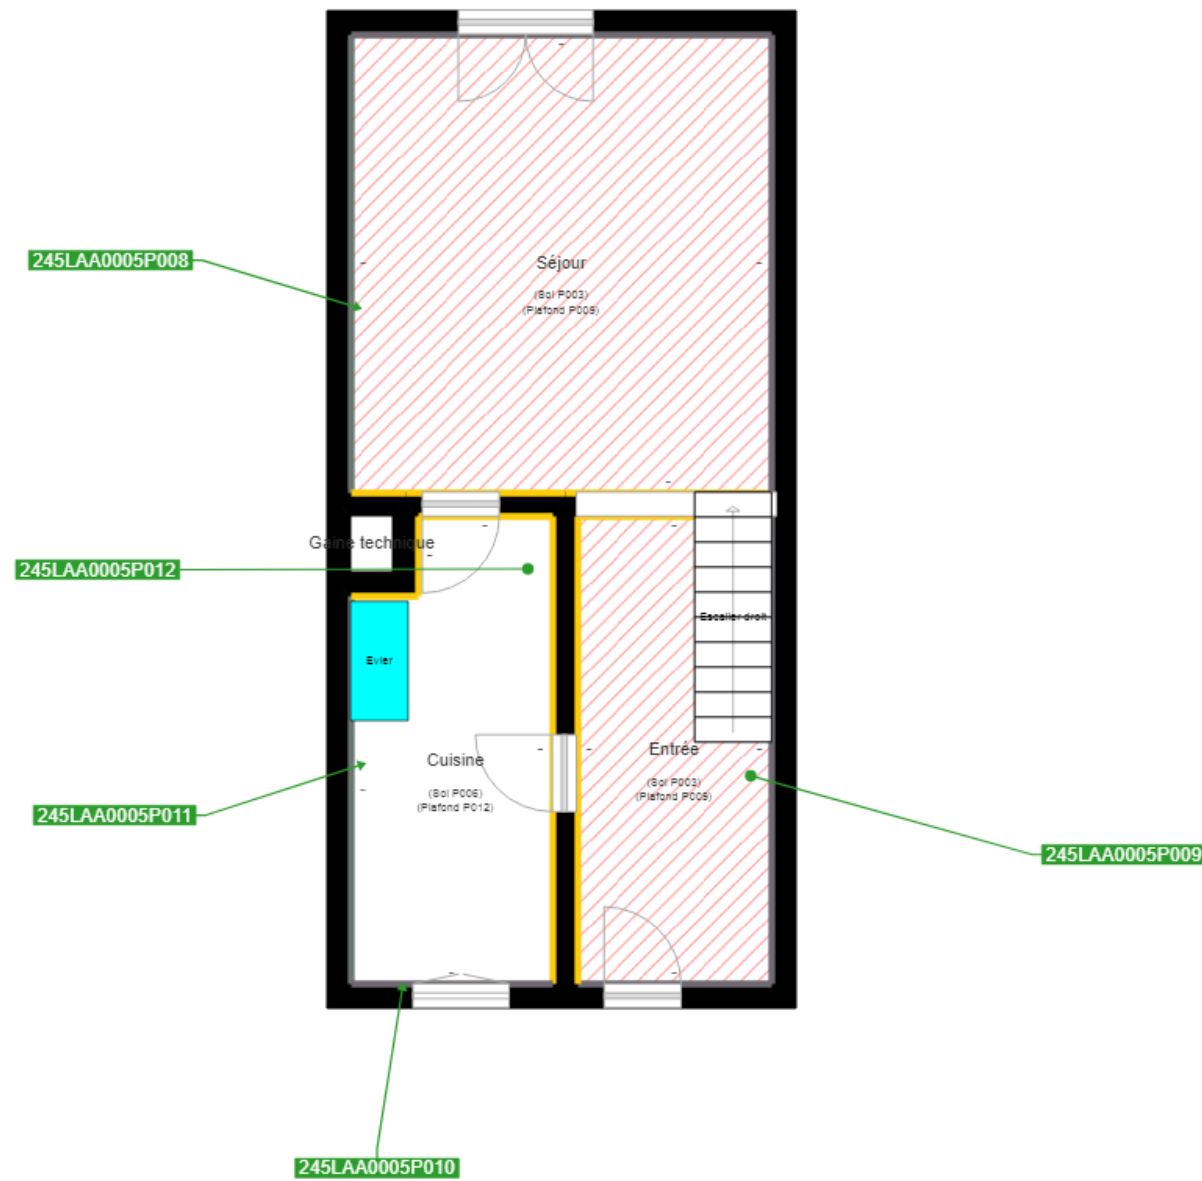 245LAA0005P008
Séjour
(Sol P003)
(Plafond P009)
Gaine technique
245LAA0005P012
Escalier droit
Evier
Entrée
Cuisine
(Sol P003)
(Plafond P009)
(Sol P006)
(Plafond P012)
245LAA0005P011
245LAA0005P009
245LAA0005P010